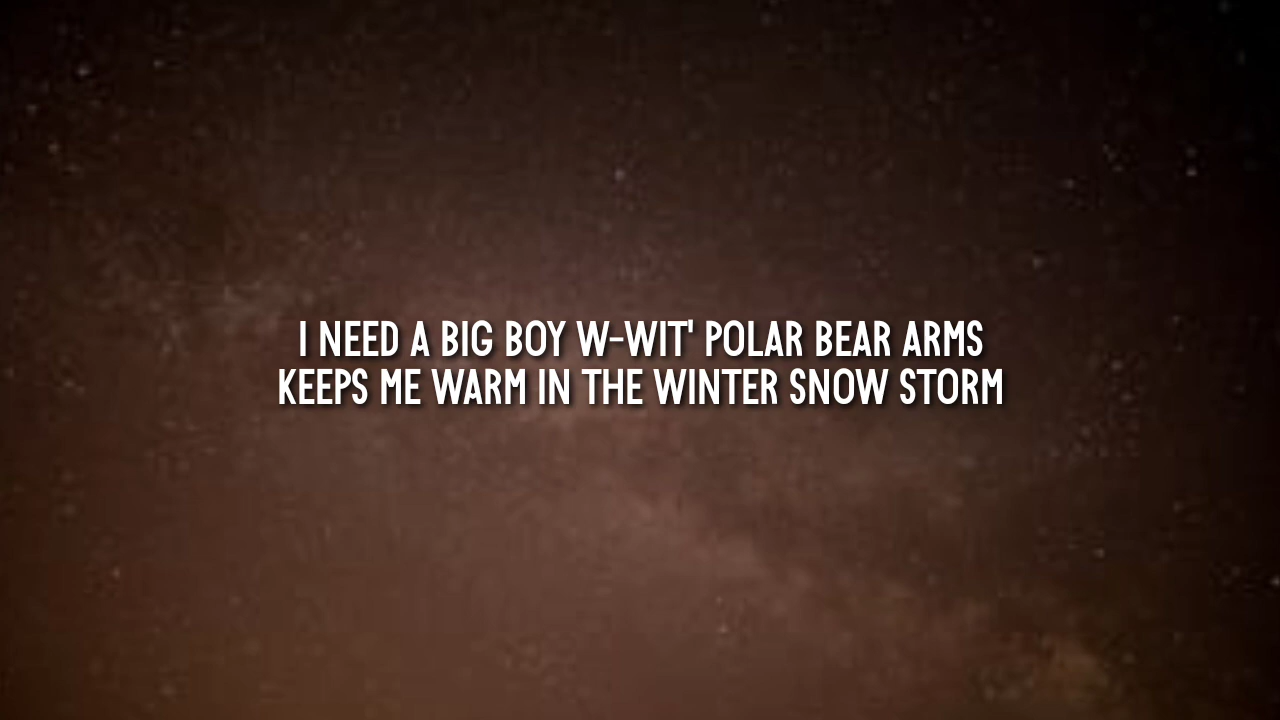 I NEED A BIG BOY W-WIT' POLAR BEAR ARMS
KEEPS ME WARM IN THE WINTER SNOW STORM